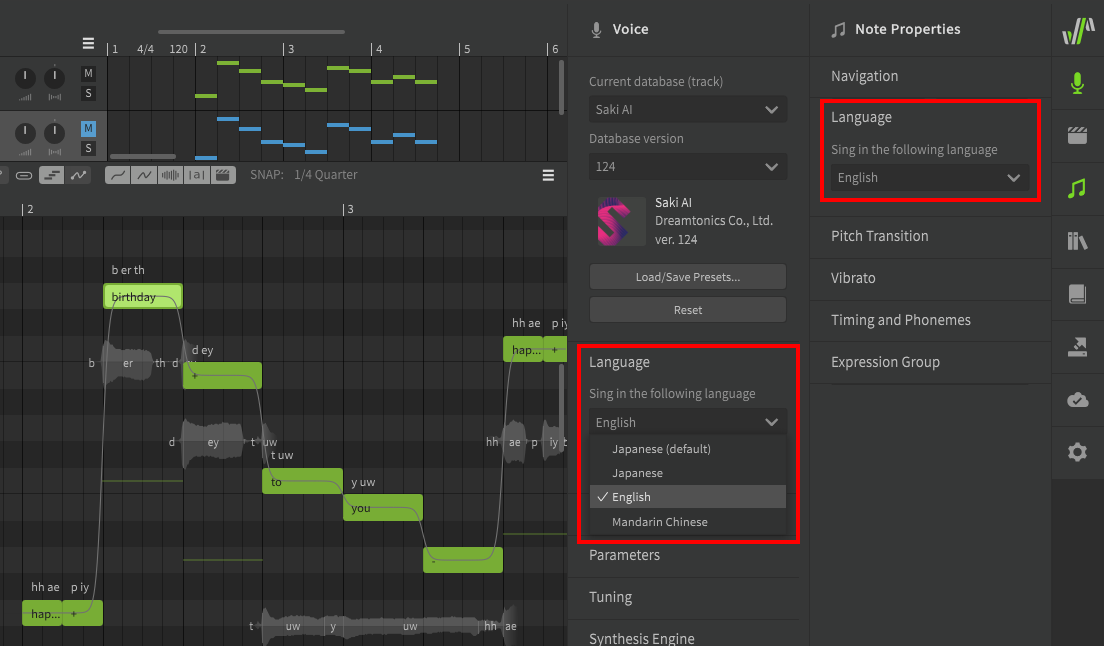 1 4/4 120 2 3 4 5 6
M
S
M
S
SNAP: 1/4 Quarter
2 3
b er th
birthday
b er th d
d ey
+
d ey t uw
t uw
to
y uw
you
-
hh ae p iy
hap... +
hh ae p iy t
hh ae p iy
hap... +
t uw y uw hh ae
Voice
Current database (track)
Saki AI
Database version
124
Saki AI
Dreamtonics Co., Ltd.
ver. 124
Load/Save Presets...
Reset
Language
Sing in the following language
English
Japanese (default)
Japanese
✓ English
Mandarin Chinese
Parameters
Tuning
Synthesis Engine
Note Properties
Navigation
Language
Sing in the following language
English
Pitch Transition
Vibrato
Timing and Phonemes
Expression Group